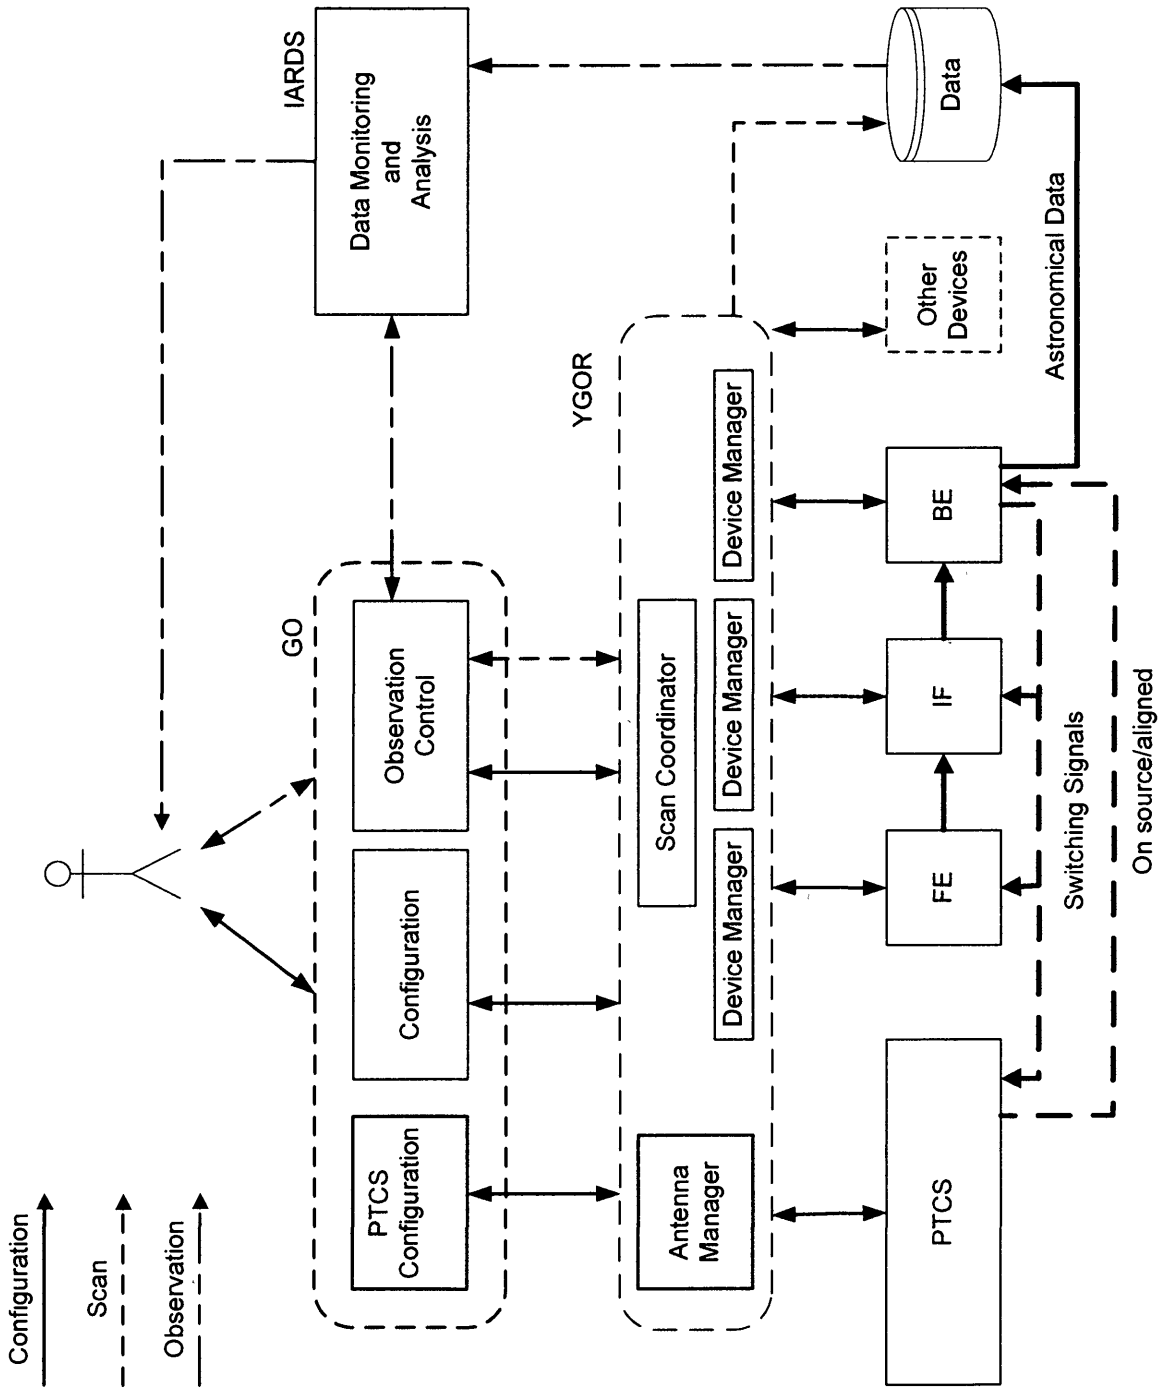 Configuration
Scan
Observation
GO
PTCS
Configuration
Configuration
Observation
Control
IARDS
Data Monitoring
and
Analysis
YGOR
Antenna
Manager
Scan Coordinator
Device Manager
Device Manager
Device Manager
PTCS
FE
IF
BE
Other
Devices
Data
Astronomical Data
Switching Signals
On source/aligned